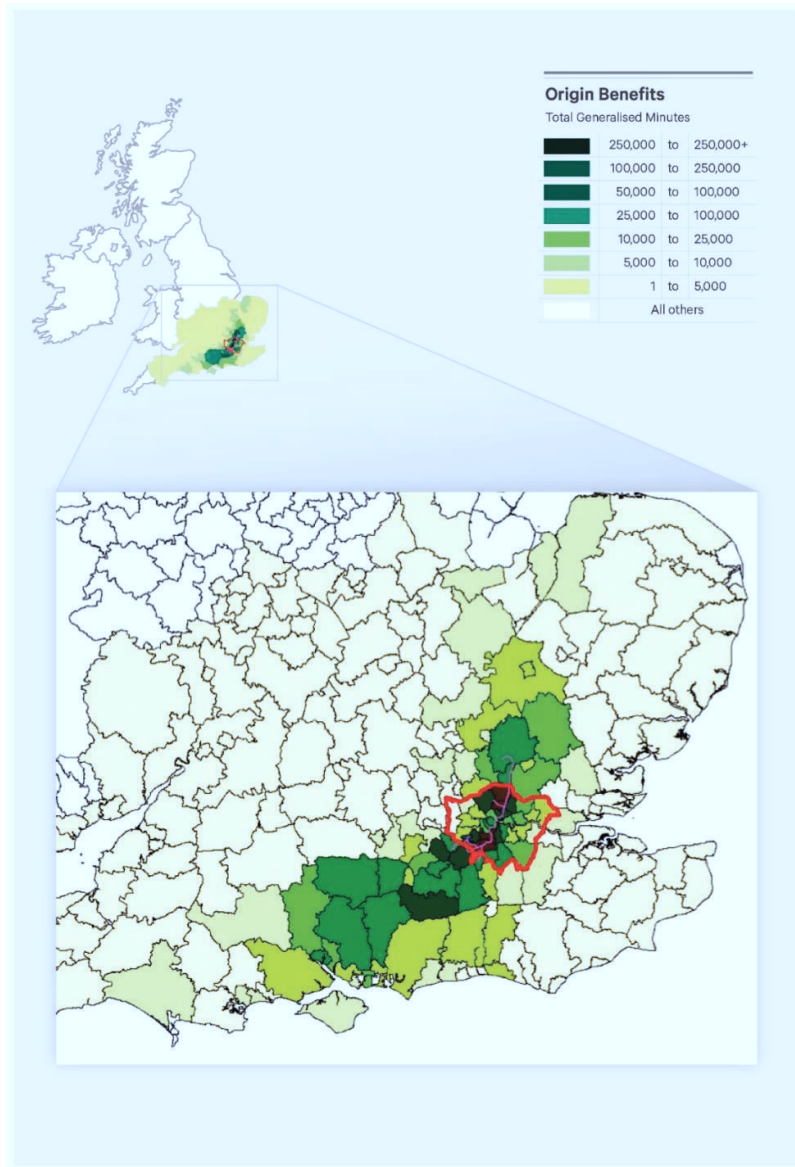 Origin Benefits
Total Generalised Minutes
250,000 to 250,000+
100,000 to 250,000
50,000 to 100,000
25,000 to 100,000
10,000 to 25,000
5,000 to 10,000
1 to 5,000
All others